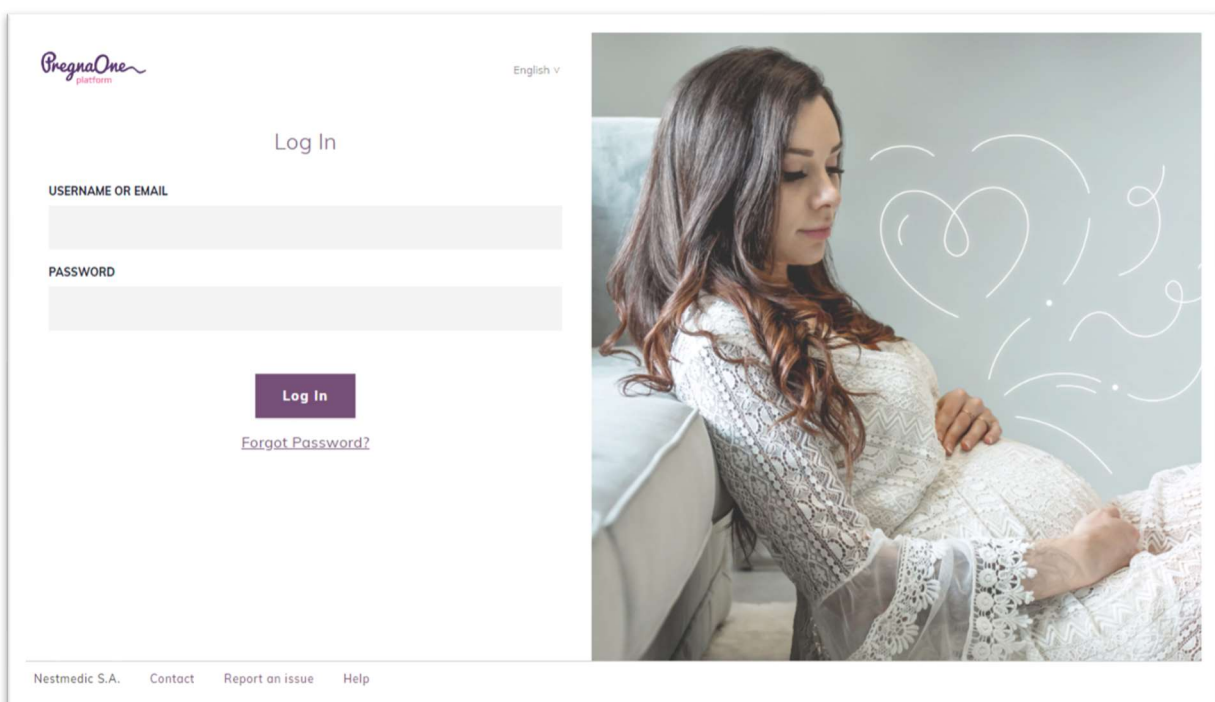 PregnaOne
platform
English v
Log In
USERNAME OR EMAIL
PASSWORD
Log In
Forgot Password?
Nestmedic S.A. Contact Report an issue Help